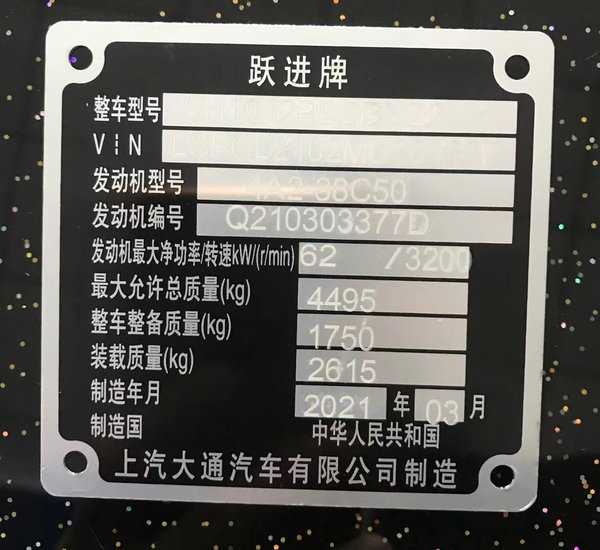 跃进牌
整车型号
VIN
发动机型号 4A2-88C50
发动机编号 Q210303377D
发动机最大净功率/转速kW/(r/min) 62 /3200
最大允许总质量(kg) 4495
整车整备质量(kg) 1750
装载质量(kg) 2615
制造年月 2021 年 03 月
制造国 中华人民共和国
上汽大通汽车有限公司制造